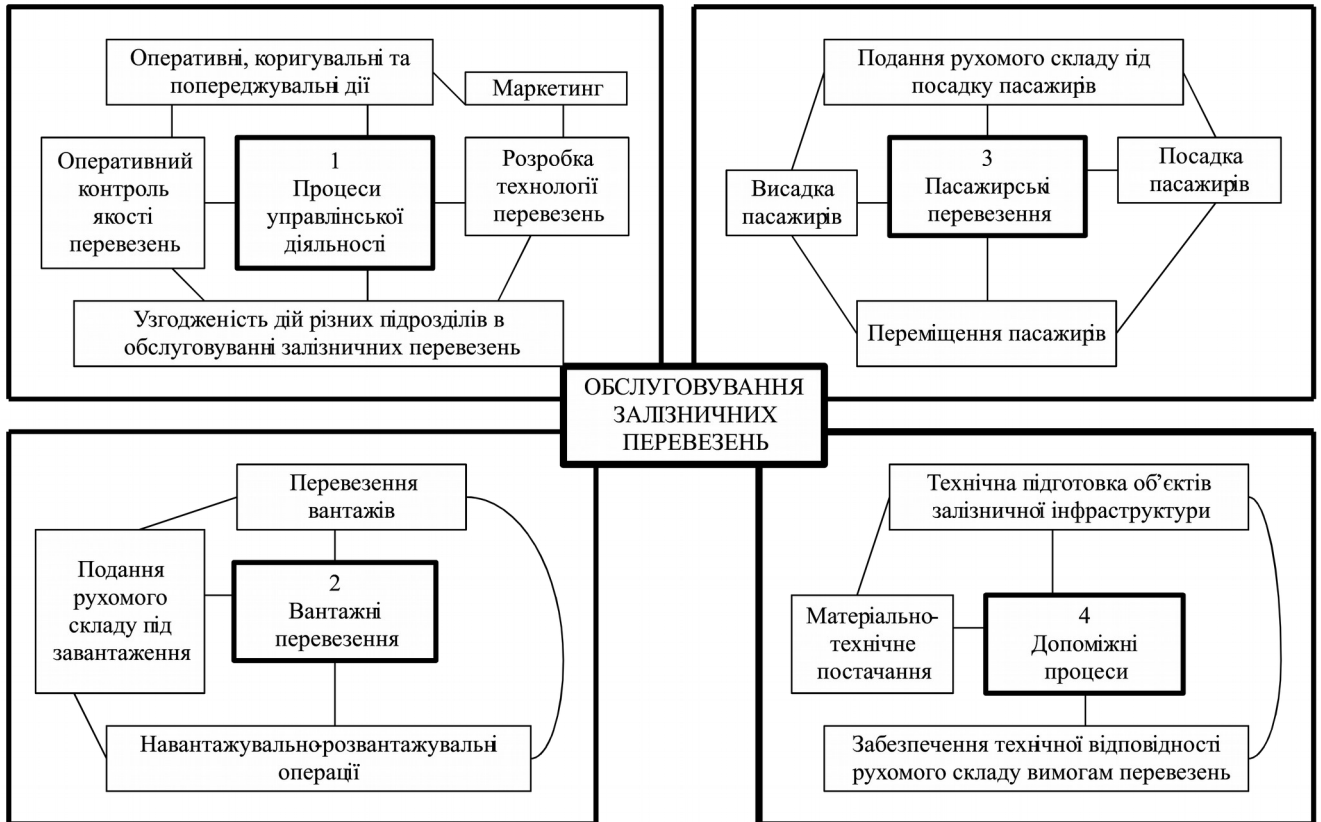 Оперативні, коригувальні та
попереджувальні дії
Маркетинг
Оперативний
контроль
якості
перевезень
1
Процеси
управлінської
діяльності
Розробка
технології
перевезень
Узгодженість дій різних підрозділів в
обслуговуванні залізничних перевезень
Подання рухомого складу під
посадку пасажирів
Висадка
пасажирів
3
Пасажирські
перевезення
Посадка
пасажирів
Переміщення пасажирів
ОБСЛУГОВУВАННЯ
ЗАЛІЗНИЧНИХ
ПЕРЕВЕЗЕНЬ
Перевезення
вантажів
Подання
рухомого
складу під
завантаження
2
Вантажні
перевезення
Навантажувально-розвантажувальні
операції
Технічна підготовка об’єктів
залізничної інфраструктури
Матеріально-
технічне
постачання
4
Допоміжні
процеси
Забезпечення технічної відповідності
рухомого складу вимогам перевезень